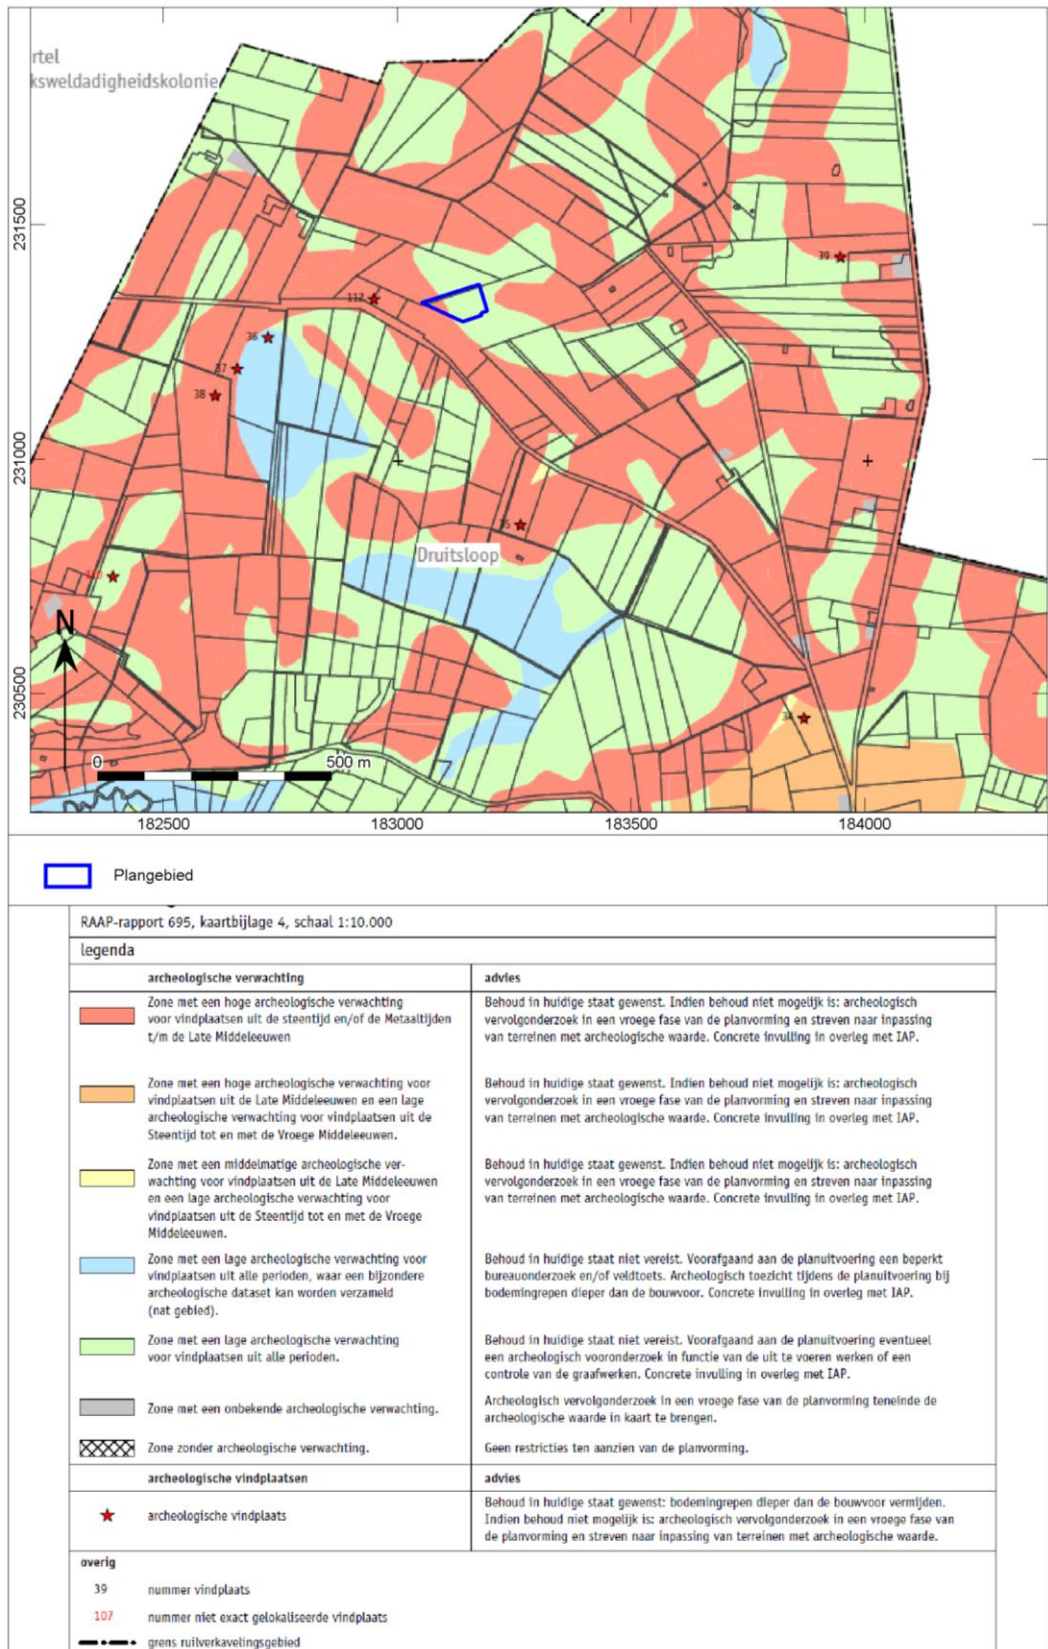 rtel
ksweldadigheidskolonie
231500
39
112
36
37
38
231000
35
Druitsloop
110
N
230500
34
0
500 m
182500
183000
183500
184000
Plangebied
RAAP-rapport 695, kaartbijlage 4, schaal 1:10.000
legenda
archeologische verwachting
advies
Zone met een hoge archeologische verwachting
voor vindplaatsen uit de steentijd en/of de Metaaltijden
t/m de Late Middeleeuwen
Behoud in huidige staat gewenst. Indien behoud niet mogelijk is: archeologisch
vervolgonderzoek in een vroege fase van de planvorming en streven naar inpassing
van terreinen met archeologische waarde. Concrete invulling in overleg met IAP.
Zone met een hoge archeologische verwachting voor
vindplaatsen uit de Late Middeleeuwen en een lage
archeologische verwachting voor vindplaatsen uit de
Steentijd tot en met de Vroege Middeleeuwen.
Behoud in huidige staat gewenst. Indien behoud niet mogelijk is: archeologisch
vervolgonderzoek in een vroege fase van de planvorming en streven naar inpassing
van terreinen met archeologische waarde. Concrete invulling in overleg met IAP.
Zone met een middelmatige archeologische ver-
wachting voor vindplaatsen uit de Late Middeleeuwen
en een lage archeologische verwachting voor
vindplaatsen uit de Steentijd tot en met de Vroege
Middeleeuwen.
Behoud in huidige staat gewenst. Indien behoud niet mogelijk is: archeologisch
vervolgonderzoek in een vroege fase van de planvorming en streven naar inpassing
van terreinen met archeologische waarde. Concrete invulling in overleg met IAP.
Zone met een lage archeologische verwachting voor
vindplaatsen uit alle perioden, waar een bijzondere
archeologische dataset kan worden verzameld
(nat gebied).
Behoud in huidige staat niet vereist. Voorafgaand aan de planuitvoering een beperkt
bureauonderzoek en/of veldtoets. Archeologisch toezicht tijdens de planuitvoering bij
bodemingrepen dieper dan de bouwvoor. Concrete invulling in overleg met IAP.
Zone met een lage archeologische verwachting
voor vindplaatsen uit alle perioden.
Behoud in huidige staat niet vereist. Voorafgaand aan de planuitvoering eventueel
een archeologisch vooronderzoek in functie van de uit te voeren werken of een
controle van de graafwerken. Concrete invulling in overleg met IAP.
Zone met een onbekende archeologische verwachting.
Archeologisch vervolgonderzoek in een vroege fase van de planvorming teneinde de
archeologische waarde in kaart te brengen.
Zone zonder archeologische verwachting.
Geen restricties ten aanzien van de planvorming.
archeologische vindplaatsen
advies
archeologische vindplaats
Behoud in huidige staat gewenst: bodemingrepen dieper dan de bouwvoor vermijden.
Indien behoud niet mogelijk is: archeologisch vervolgonderzoek in een vroege fase van
de planvorming en streven naar inpassing van terreinen met archeologische waarde.
overig
39 nummer vindplaats
107 nummer niet exact gelokaliseerde vindplaats
grens ruilverkavelingsgebied